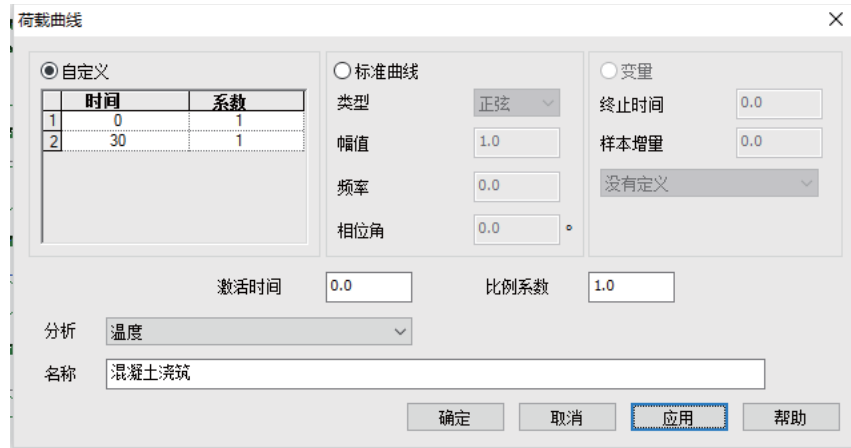 荷载曲线
自定义
时间 系数
1 0 1
2 30 1
标准曲线
类型 正弦
幅值 1.0
频率 0.0
相位角 0.0 °
变量
终止时间 0.0
样本增量 0.0
没有定义
激活时间 0.0 比例系数 1.0
分析 温度
名称 混凝土浇筑
确定 取消 应用 帮助